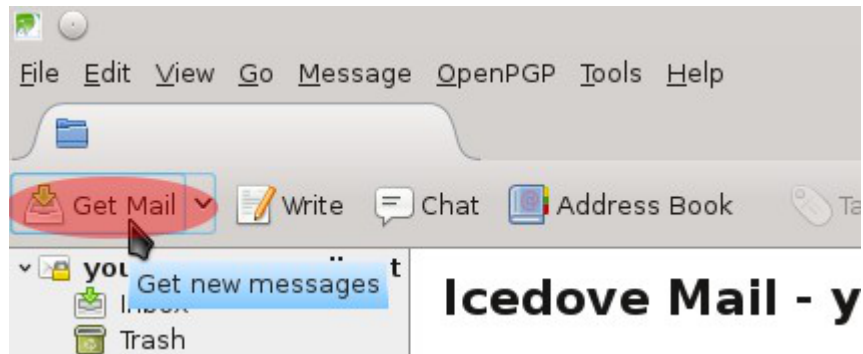 File Edit View Go Message OpenPGP Tools Help
Get Mail Write Chat Address Book
Get new messages
Trash
Icedove Mail - y